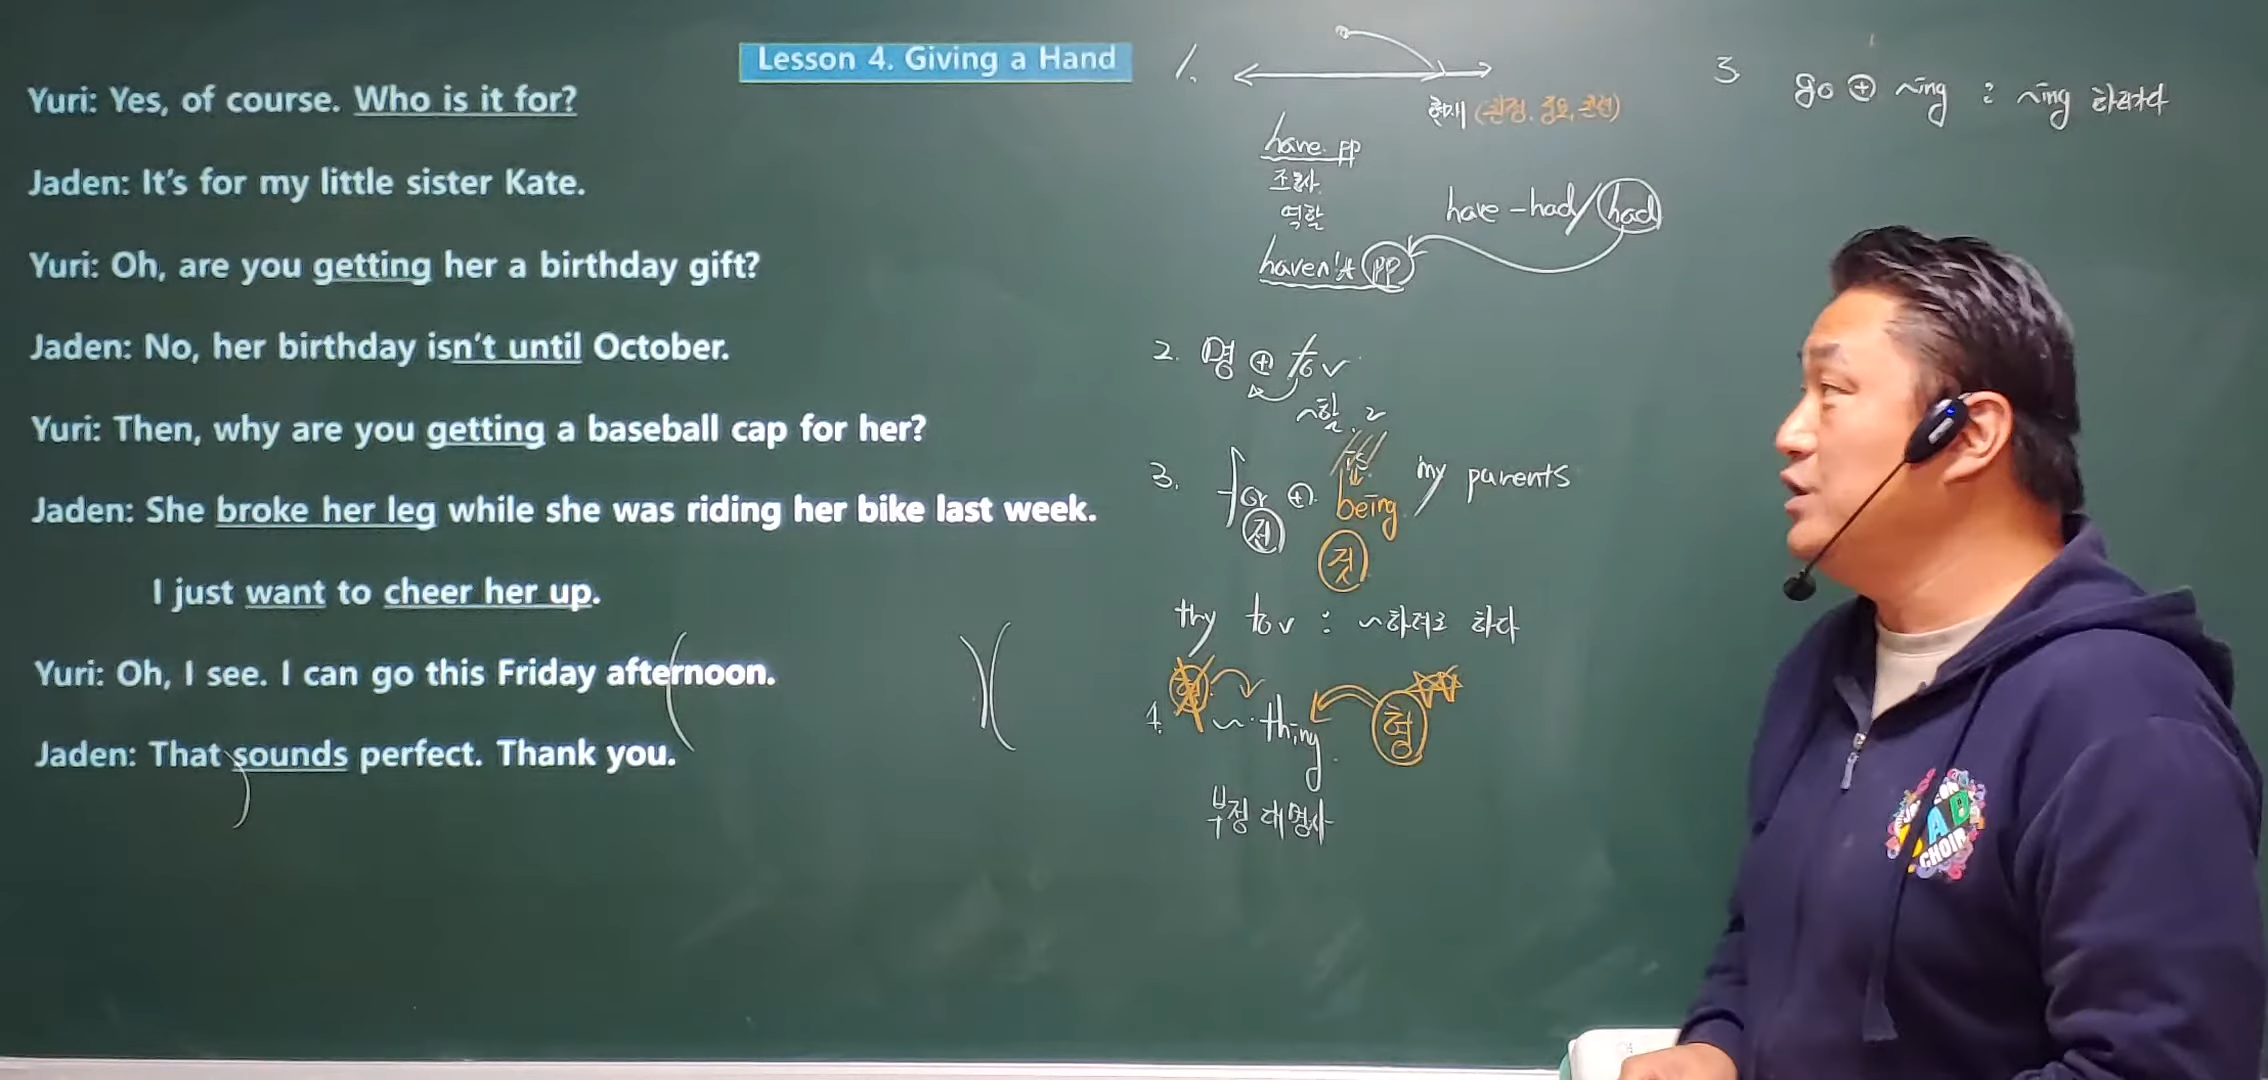 Lesson 4. Giving a Hand
Yuri: Yes, of course. Who is it for?
Jaden: It's for my little sister Kate.
Yuri: Oh, are you getting her a birthday gift?
Jaden: No, her birthday isn't until October.
Yuri: Then, why are you getting a baseball cap for her?
Jaden: She broke her leg while she was riding her bike last week.
I just want to cheer her up.
Yuri: Oh, I see. I can go this Friday afternoon.
Jaden: That sounds perfect. Thank you.
1.
현재
have pp
조동사
역할
have - had/had
haven't pp
2. 명 + to v
~할
3. for + being my parents
is
전 것
try to v : ~하려고 하다
4. 형 ~thing 형
부정 대명사
3. go + ~ing : ~ing 하러가다
CHOIR